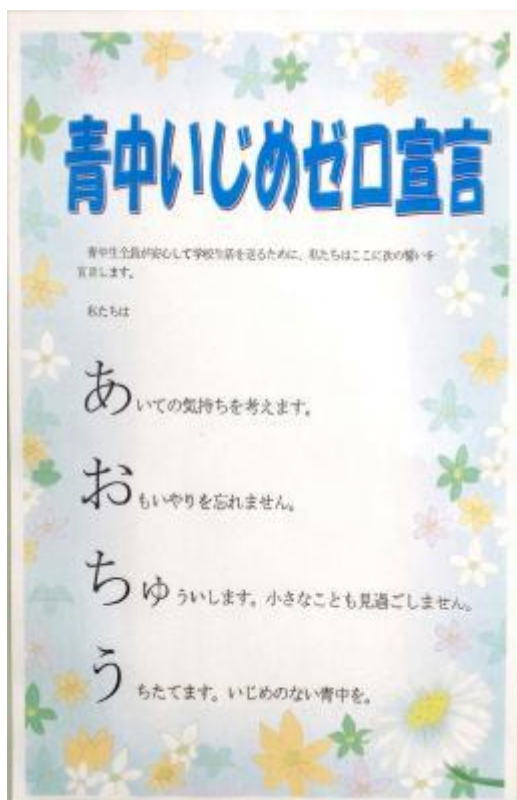 青中いじめゼロ宣言
青中生全員が安心して学校生活を送るために、私たちはここに次の誓いを
宣言します。
私たちは
あいての気持ちを考えます。
おもいやりを忘れません。
ちゅういします。小さなことも見過ごしません。
うちたてます。いじめのない青中を。